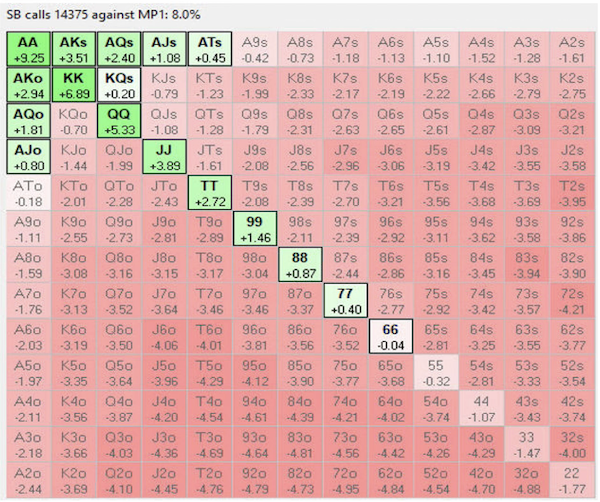 SB calls 14375 against MP1: 8.0%
AA AKs AQs AJs ATs A9s A8s A7s A6s A5s A4s A3s A2s
+9.25 +3.51 +2.40 +1.08 +0.45 -0.42 -0.73 -1.18 -1.13 -1.10 -1.52 -1.28 -1.61
AKo KK KQs KJs KTs K9s K8s K7s K6s K5s K4s K3s K2s
+2.94 +6.89 +0.20 -0.79 -1.23 -1.99 -2.33 -2.17 -2.19 -2.22 -2.66 -2.79 -2.75
AQo KQo QQ QJs QTs Q9s Q8s Q7s Q6s Q5s Q4s Q3s Q2s
+1.81 -0.70 +5.33 -1.08 -1.28 -1.79 -2.31 -2.63 -2.65 -2.61 -2.87 -3.09 -3.21
AJo KJo QJo JJ JTs J9s J8s J7s J6s J5s J4s J3s J2s
+0.80 -1.44 -1.99 +3.89 -1.61 -2.08 -2.56 -2.96 -3.06 -3.19 -3.42 -3.55 -3.58
ATo KTo QTo JTo TT T9s T8s T7s T6s T5s T4s T3s T2s
-0.18 -2.01 -2.28 -2.43 +2.72 -2.08 -2.39 -2.70 -3.21 -3.56 -3.68 -3.69 -3.95
A9o K9o Q9o J9o T9o 99 98s 97s 96s 95s 94s 93s 92s
-1.11 -2.55 -2.73 -2.81 -2.89 +1.46 -2.11 -2.39 -2.92 -3.11 -3.62 -3.58 -3.86
A8o K8o Q8o J8o T8o 98o 88 87s 86s 85s 84s 83s 82s
-1.59 -3.08 -3.16 -3.15 -3.17 -3.04 +0.87 -2.44 -2.86 -3.16 -3.45 -3.94 -3.90
A7o K7o Q7o J7o T7o 97o 87o 77 76s 75s 74s 73s 72s
-1.76 -3.13 -3.52 -3.64 -3.46 -3.46 -3.37 +0.40 -2.77 -2.92 -3.42 -3.57 -4.21
A6o K6o Q6o J6o T6o 96o 86o 76o 66 65s 64s 63s 62s
-2.03 -3.19 -3.50 -4.06 -4.01 -3.81 -3.56 -3.52 -0.04 -2.81 -3.25 -3.55 -3.77
A5o K5o Q5o J5o T5o 95o 85o 75o 65o 55 54s 53s 52s
-1.97 -3.35 -3.64 -3.95 -4.29 -4.12 -3.90 -3.77 -3.68 -0.32 -2.81 -3.33 -3.54
A4o K4o Q4o J4o T4o 94o 84o 74o 64o 54o 44 43s 42s
-2.11 -3.56 -3.87 -4.20 -4.54 -4.61 -4.39 -4.21 -4.02 -3.74 -1.07 -3.43 -3.74
A3o K3o Q3o J3o T3o 93o 83o 73o 63o 53o 43o 33 32s
-2.18 -3.66 -4.03 -4.36 -4.69 -4.64 -4.81 -4.56 -4.42 -4.26 -4.29 -1.47 -4.00
A2o K2o Q2o J2o T2o 92o 82o 72o 62o 52o 42o 32o 22
-2.44 -3.69 -4.10 -4.45 -4.76 -4.79 -4.73 -4.95 -4.84 -4.54 -4.70 -4.88 -1.77